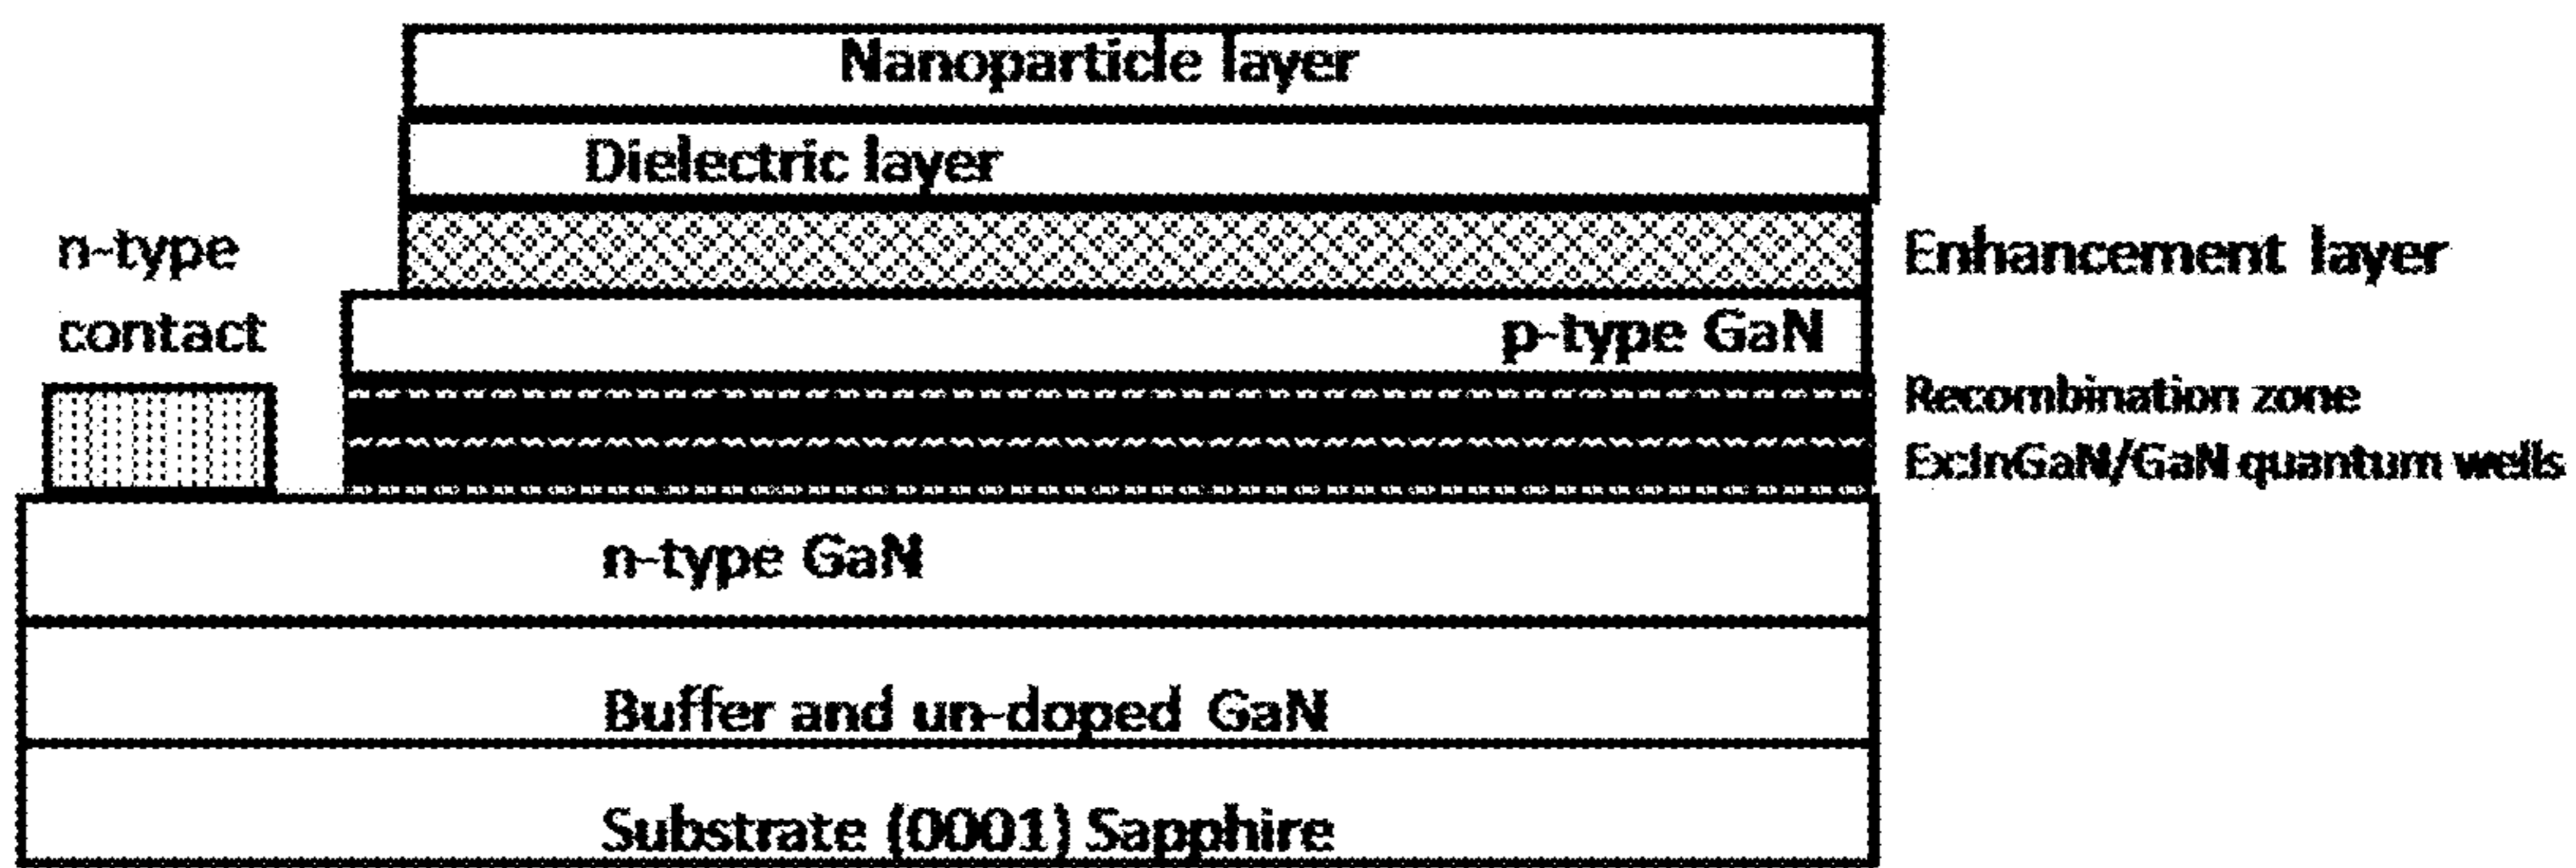 Nanoparticle layer
Dielectric layer
n-type
contact
Enhancement layer
p-type GaN
Recombination zone
Ex:InGaN/GaN quantum wells
n-type GaN
Buffer and un-doped GaN
Substrate (0001) Sapphire